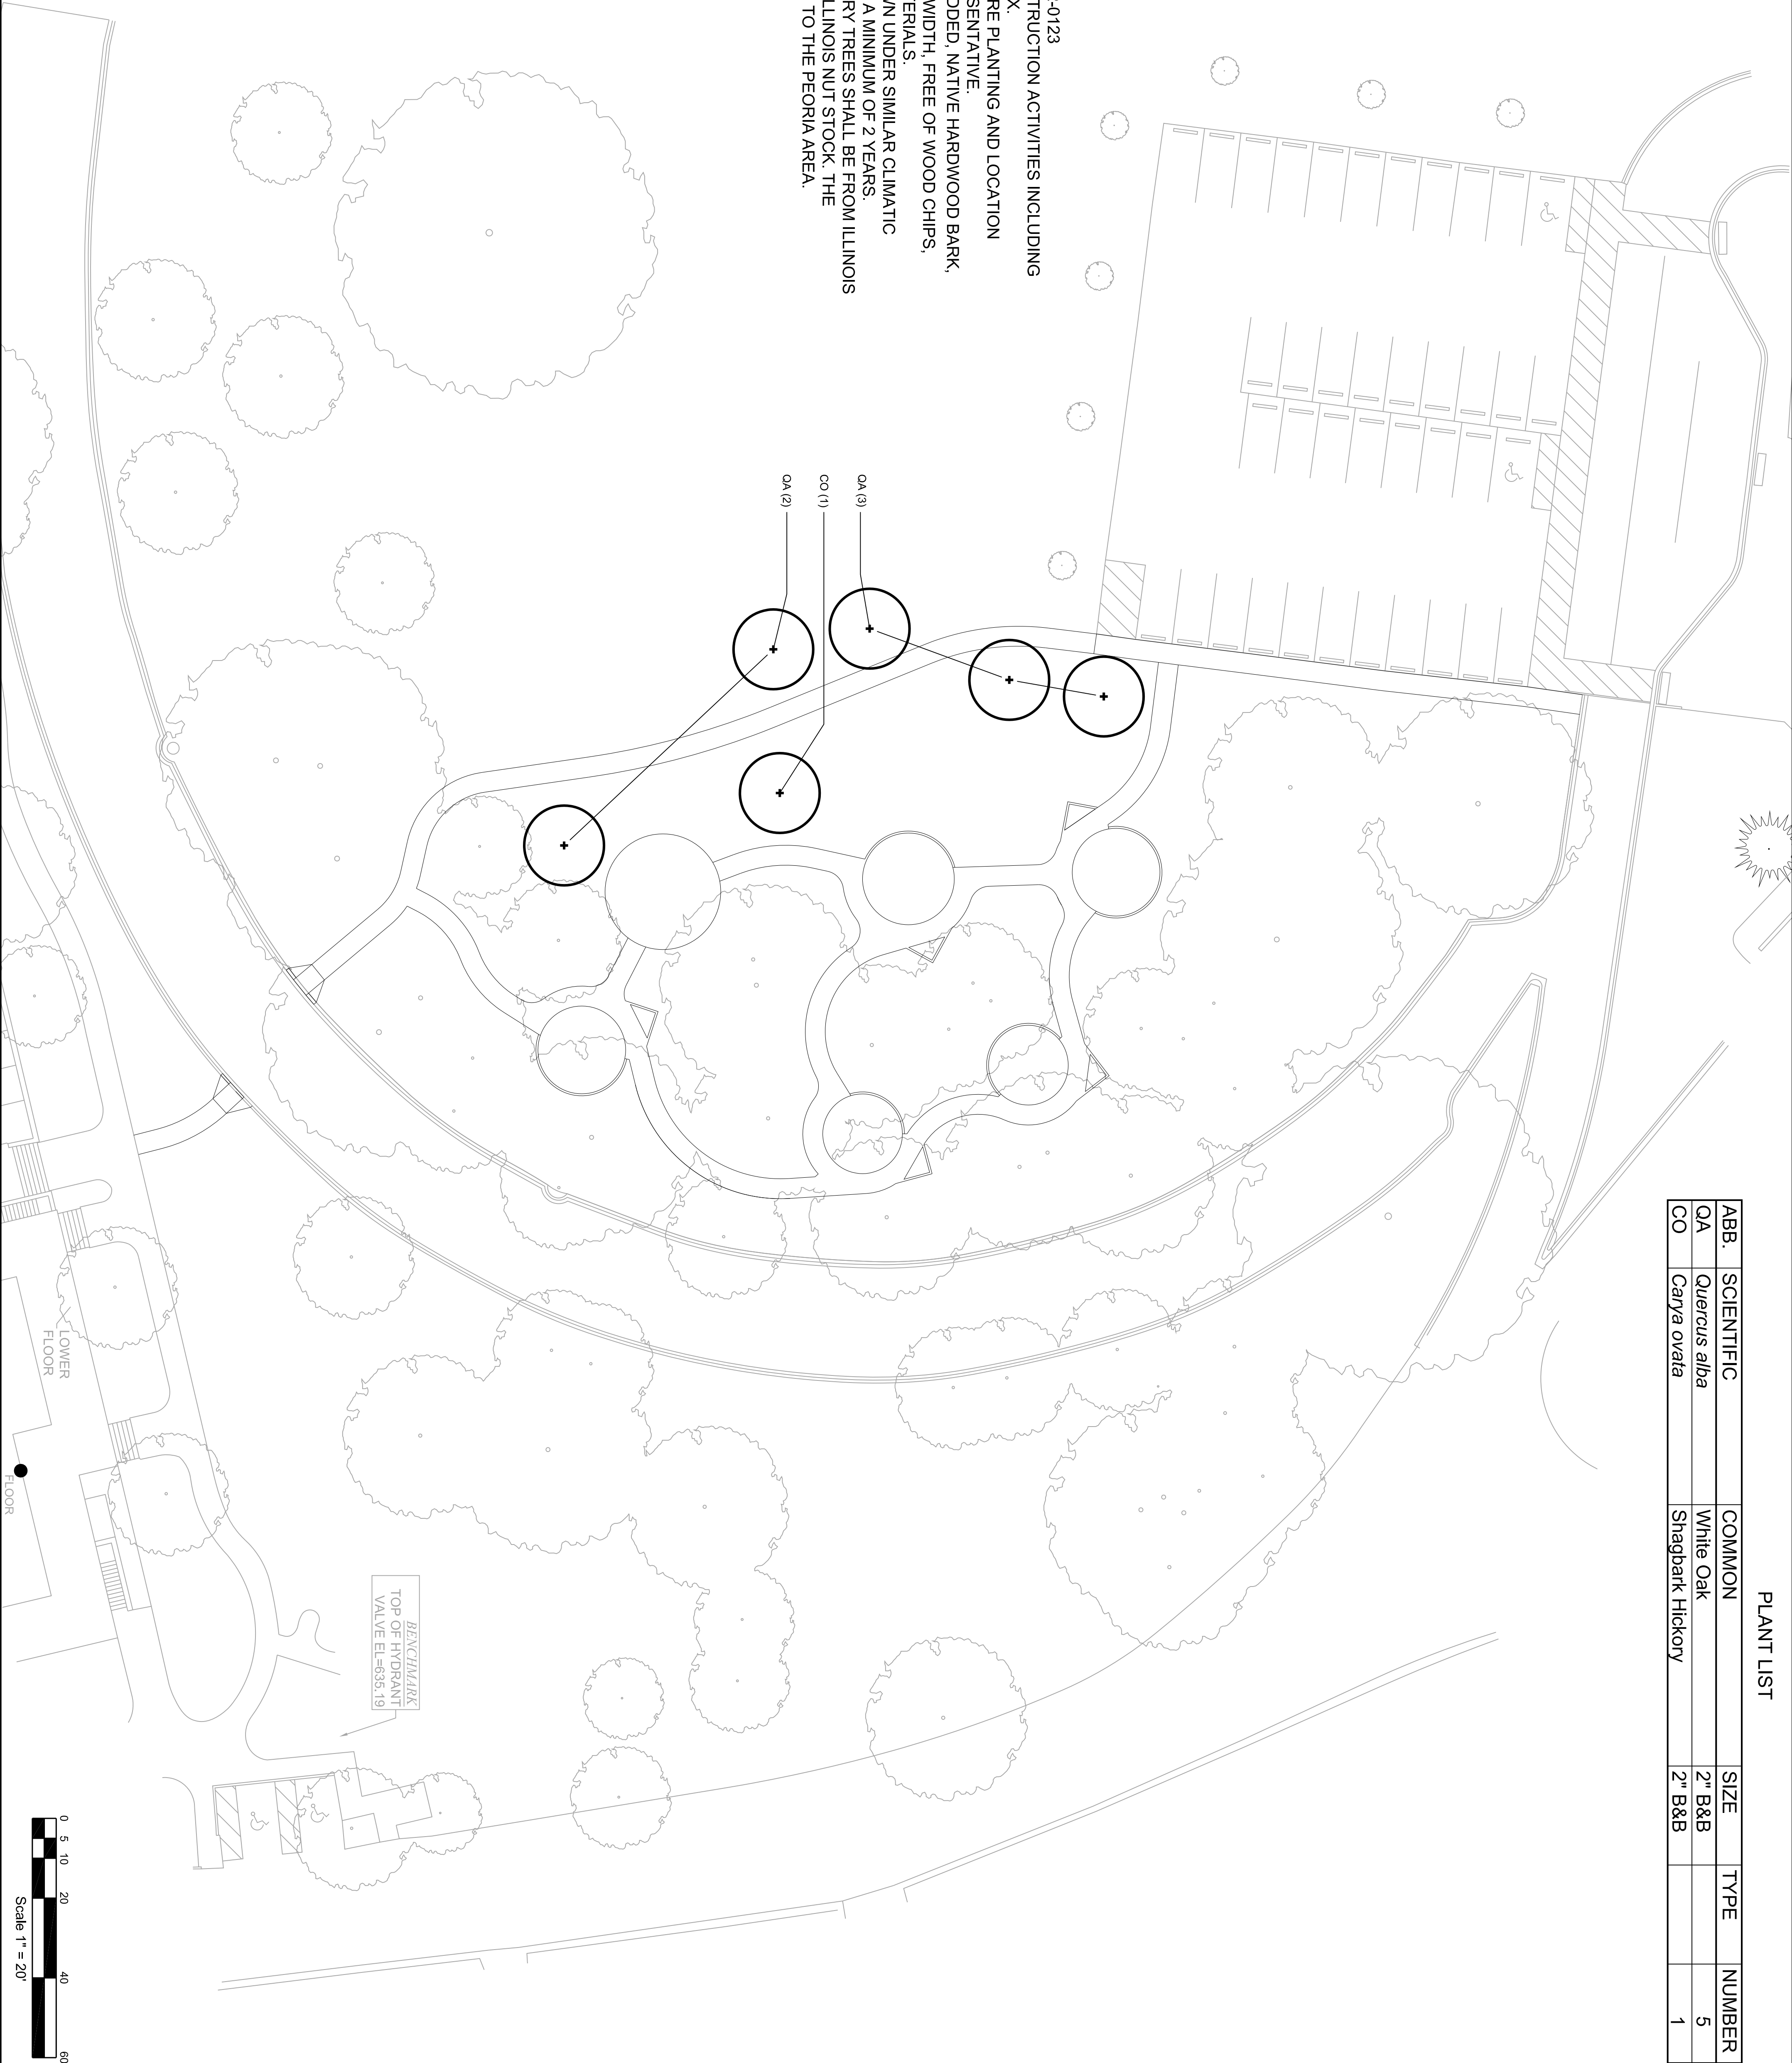 -0123
TRUCTION ACTIVITIES INCLUDING
X.
RE PLANTING AND LOCATION
SENTATIVE.
DDED, NATIVE HARDWOOD BARK,
WIDTH, FREE OF WOOD CHIPS,
TERIALS.
VN UNDER SIMILAR CLIMATIC
A MINIMUM OF 2 YEARS.
RY TREES SHALL BE FROM ILLINOIS
LLINOIS NUT STOCK. THE
TO THE PEORIA AREA.
QA (3)
CO (1)
QA (2)
PLANT LIST
ABB. SCIENTIFIC COMMON SIZE TYPE NUMBER
QA Quercus alba White Oak 2" B&B 5
CO Carya ovata Shagbark Hickory 2" B&B 1
LOWER
FLOOR
FLOOR
BENCHMARK
TOP OF HYDRANT
VALVE EL=635.19
0 5 10 20 40 60
Scale 1" = 20'